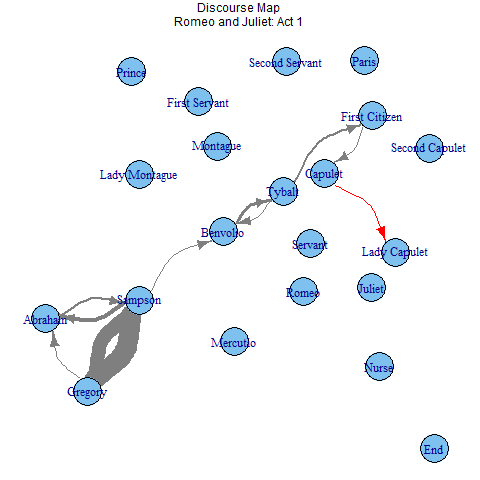 Discourse Map
Romeo and Juliet: Act 1
Second Servant
Paris
Prince
First Servant
First Citizen
Montague
Second Capulet
Lady Montague
Capulet
Tybalt
Benvolio
Servant
Lady Capulet
Juliet
Romeo
Sampson
Abraham
Mercutio
Nurse
Gregory
End